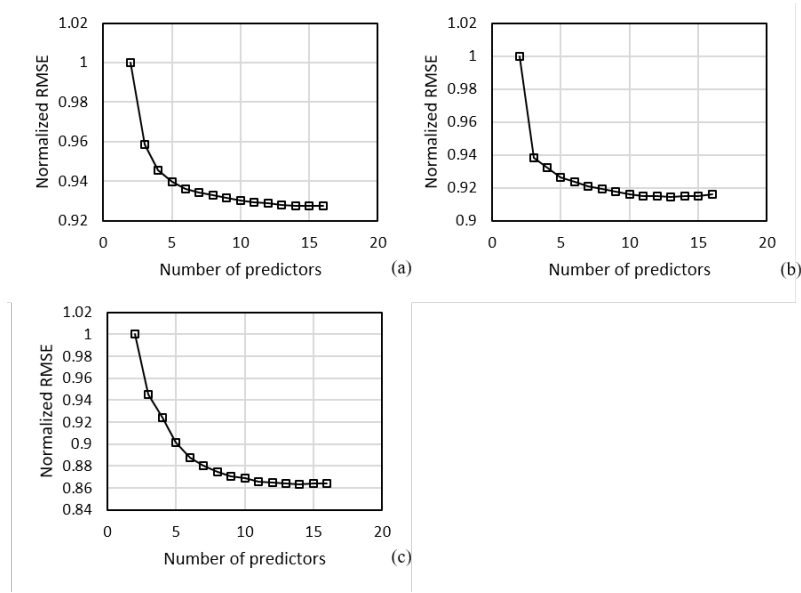 1.02
1
0.98
0.96
0.94
0.92
Normalized RMSE
0 5 10 15 20
Number of predictors
(a)
1.02
1
0.98
0.96
0.94
0.92
0.9
Normalized RMSE
0 5 10 15 20
Number of predictors
(b)
1.02
1
0.98
0.96
0.94
0.92
0.9
0.88
0.86
0.84
Normalized RMSE
0 5 10 15 20
Number of predictors
(c)